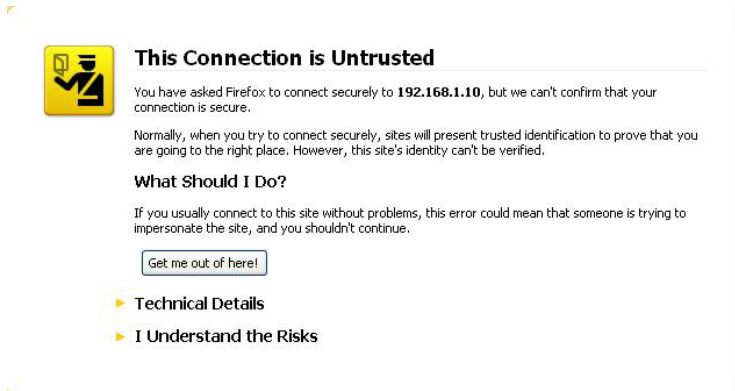 This Connection is Untrusted
You have asked Firefox to connect securely to 192.168.1.10, but we can't confirm that your
connection is secure.
Normally, when you try to connect securely, sites will present trusted identification to prove that you
are going to the right place. However, this site's identity can't be verified.
What Should I Do?
If you usually connect to this site without problems, this error could mean that someone is trying to
impersonate the site, and you shouldn't continue.
Get me out of here!
Technical Details
I Understand the Risks